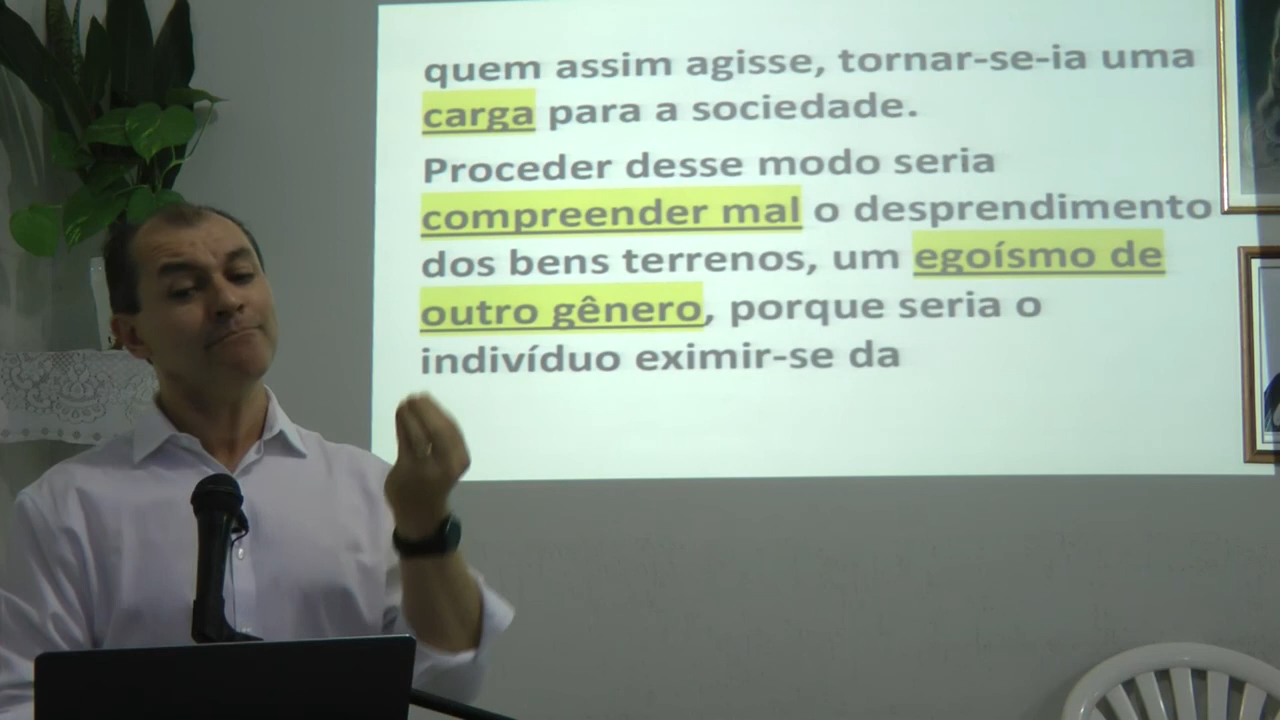 quem assim agisse, tornar-se-ia uma
carga para a sociedade.
Proceder desse modo seria
compreender mal o desprendimento
dos bens terrenos, um egoísmo de
outro gênero, porque seria o
indivíduo eximir-se da